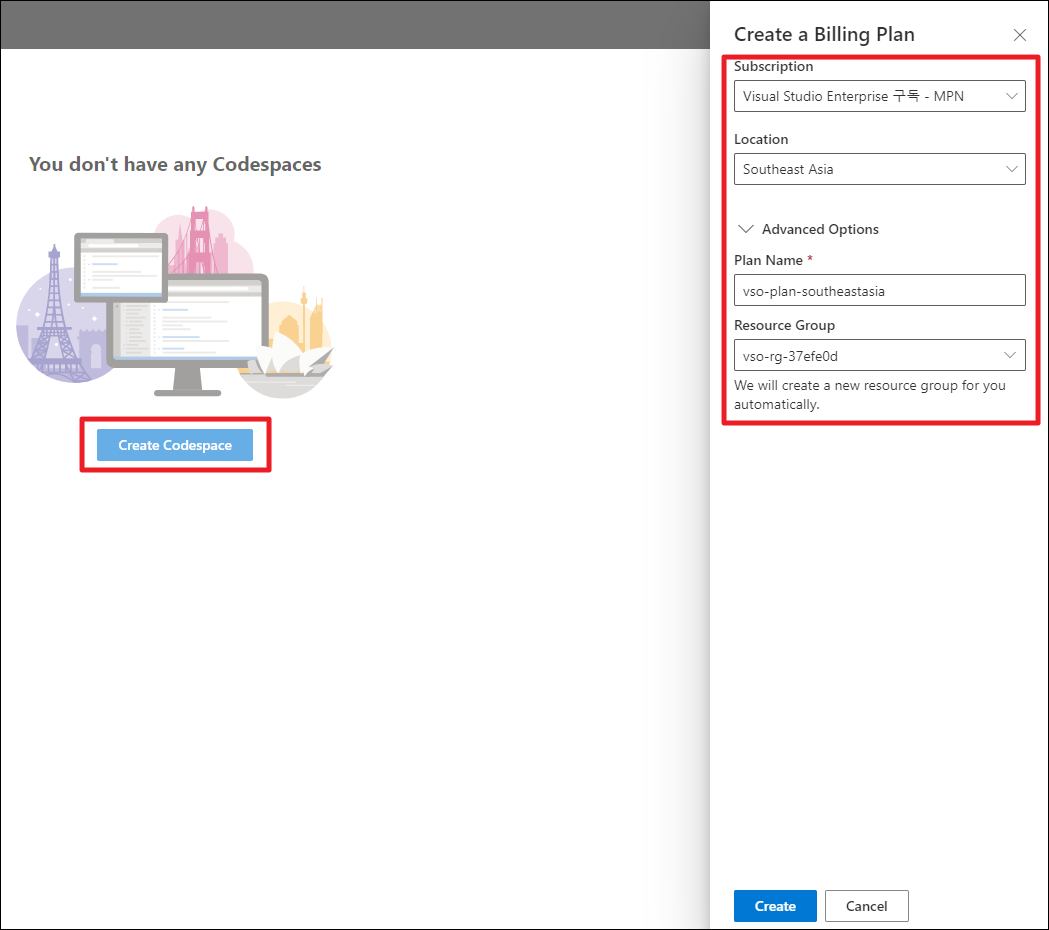 Create a Billing Plan
Subscription
Visual Studio Enterprise 구독 - MPN
Location
Southeast Asia
Advanced Options
Plan Name *
vso-plan-southeastasia
Resource Group
vso-rg-37efe0d
We will create a new resource group for you
automatically.
You don't have any Codespaces
Create Codespace
Create
Cancel